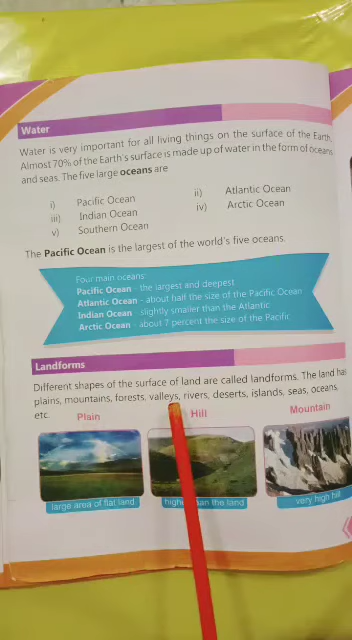 Water
Water is very important for all living things on the surface of the Earth.
Almost 70% of the Earth's surface is made up of water in the form of oceans
and seas. The five large oceans are
i) Pacific Ocean ii) Atlantic Ocean
iii) Indian Ocean iv) Arctic Ocean
v) Southern Ocean
The Pacific Ocean is the largest of the world's five oceans.
Four main oceans:
Pacific Ocean - the largest and deepest
Atlantic Ocean - about half the size of the Pacific Ocean
Indian Ocean - slightly smaller than the Atlantic
Arctic Ocean - about 7 percent the size of the Pacific
Landforms
Different shapes of the surface of land are called landforms. The land has
plains, mountains, forests, valleys, rivers, deserts, islands, seas, oceans,
etc.
Plain Hill Mountain
large area of flat land
than the land
very high hill